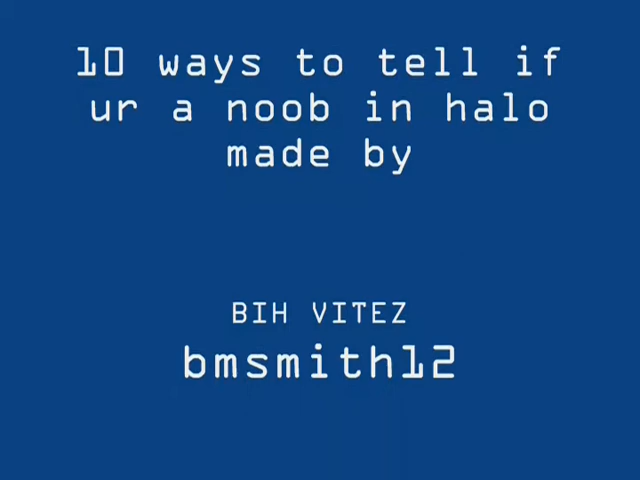 10 ways to tell if
ur a noob in halo
made by
BIH VITEZ
bmsmith12